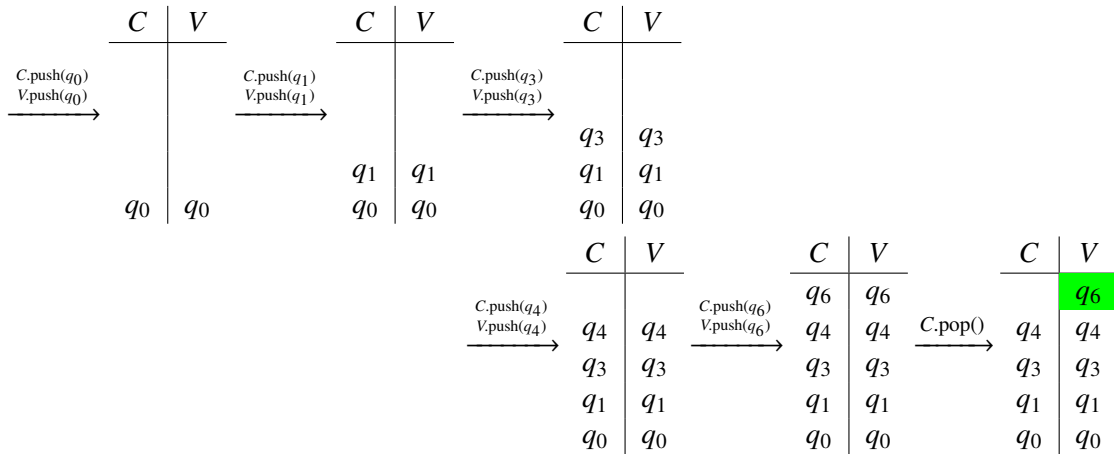 C V C V C V
C.push(q₀) C.push(q₁) C.push(q₃)
V.push(q₀) V.push(q₁) V.push(q₃)
q₃ q₃
q₁ q₁ q₁ q₁
q₀ q₀ q₀ q₀ q₀ q₀
C V C V C V
q₆ q₆ q₆
C.push(q₄) C.push(q₆)
V.push(q₄) q₄ q₄ V.push(q₆) q₄ q₄ C.pop() q₄ q₄
q₃ q₃ q₃ q₃ q₃ q₃
q₁ q₁ q₁ q₁ q₁ q₁
q₀ q₀ q₀ q₀ q₀ q₀